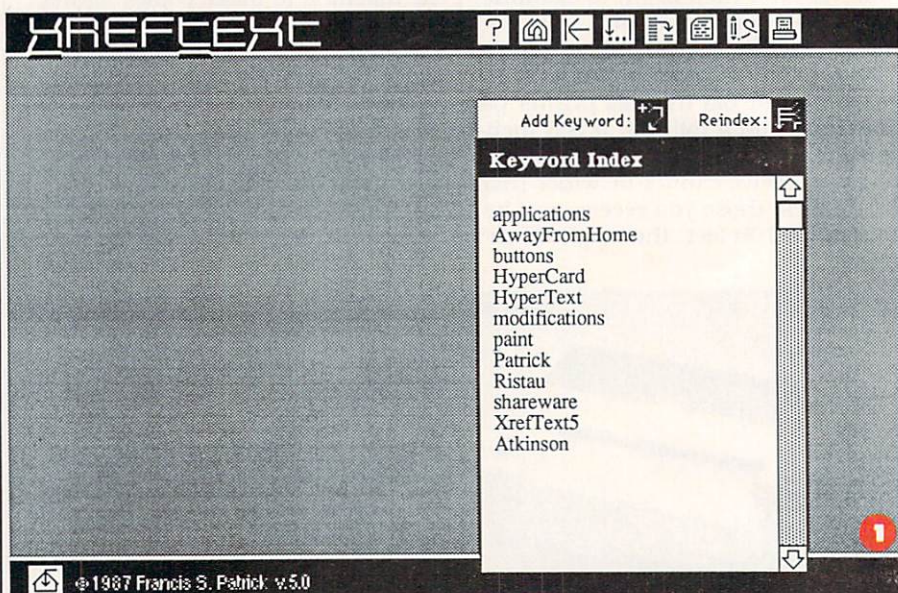 XREFTEXT
?
Add Keyword: Reindex:
Keyword Index
applications
AwayFromHome
buttons
HyperCard
HyperText
modifications
paint
Patrick
Ristau
shareware
XrefText5
Atkinson
1
©1987 Francis S. Patrick v.5.0